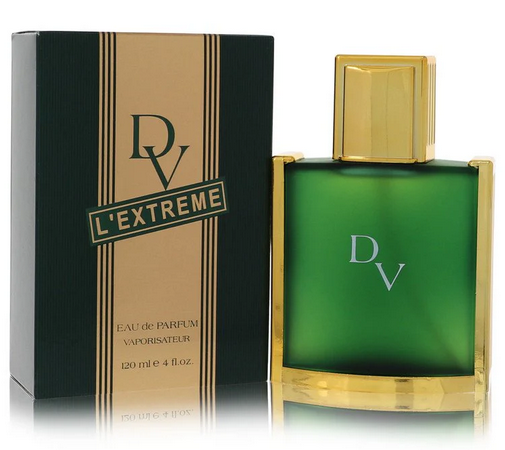 DV
L'EXTREME
EAU de PARFUM
VAPORISATEUR
120 ml e 4 fl.oz.
DV